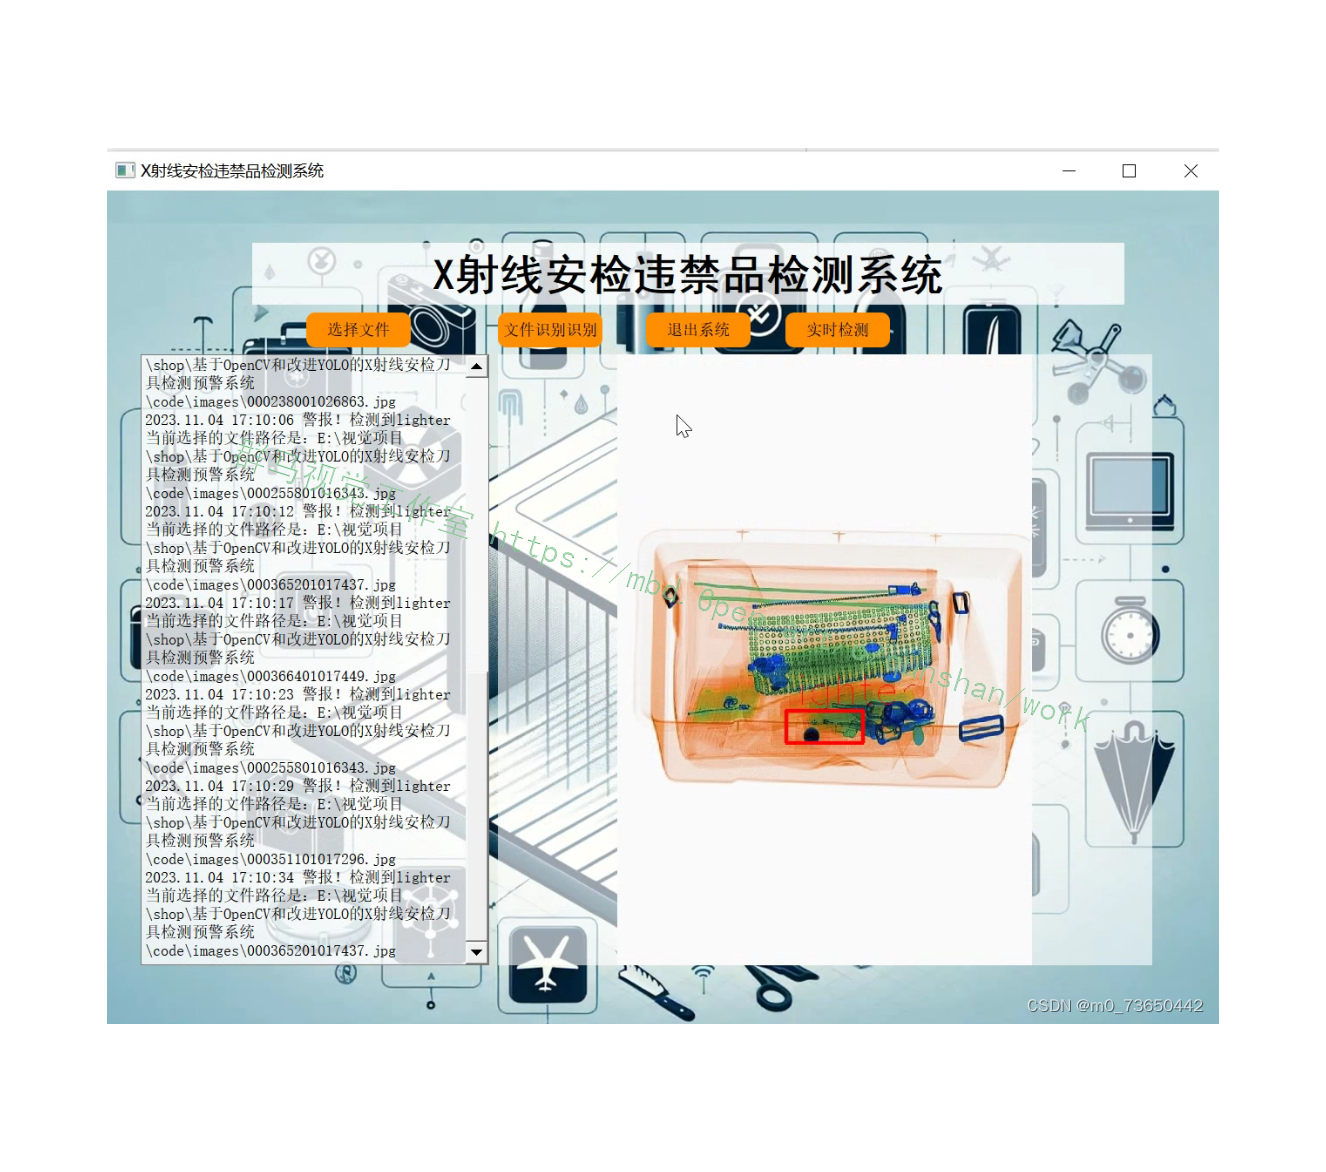 X射线安检违禁品检测系统
X射线安检违禁品检测系统
选择文件
文件识别识别
退出系统
实时检测
\shop\基于OpenCV和改进YOLO的X射线安检刀
具检测预警系统
\code\images\000238001026863.jpg
2023.11.04 17:10:06 警报! 检测到lighter
当前选择的文件路径是: E:\视觉项目
\shop\基于OpenCV和改进YOLO的X射线安检刀
具检测预警系统
\code\images\000255801016343.jpg
2023.11.04 17:10:12 警报! 检测到lighter
当前选择的文件路径是: E:\视觉项目
\shop\基于OpenCV和改进YOLO的X射线安检刀
具检测预警系统
\code\images\000365201017437.jpg
2023.11.04 17:10:17 警报! 检测到lighter
当前选择的文件路径是: E:\视觉项目
\shop\基于OpenCV和改进YOLO的X射线安检刀
具检测预警系统
\code\images\000366401017449.jpg
2023.11.04 17:10:23 警报! 检测到lighter
当前选择的文件路径是: E:\视觉项目
\shop\基于OpenCV和改进YOLO的X射线安检刀
具检测预警系统
\code\images\000255801016343.jpg
2023.11.04 17:10:29 警报! 检测到lighter
当前选择的文件路径是: E:\视觉项目
\shop\基于OpenCV和改进YOLO的X射线安检刀
具检测预警系统
\code\images\000351101017296.jpg
2023.11.04 17:10:34 警报! 检测到lighter
当前选择的文件路径是: E:\视觉项目
\shop\基于OpenCV和改进YOLO的X射线安检刀
具检测预警系统
\code\images\000365201017437.jpg
群马视觉工作室 https://mbd.
CSDN @m0_73650442